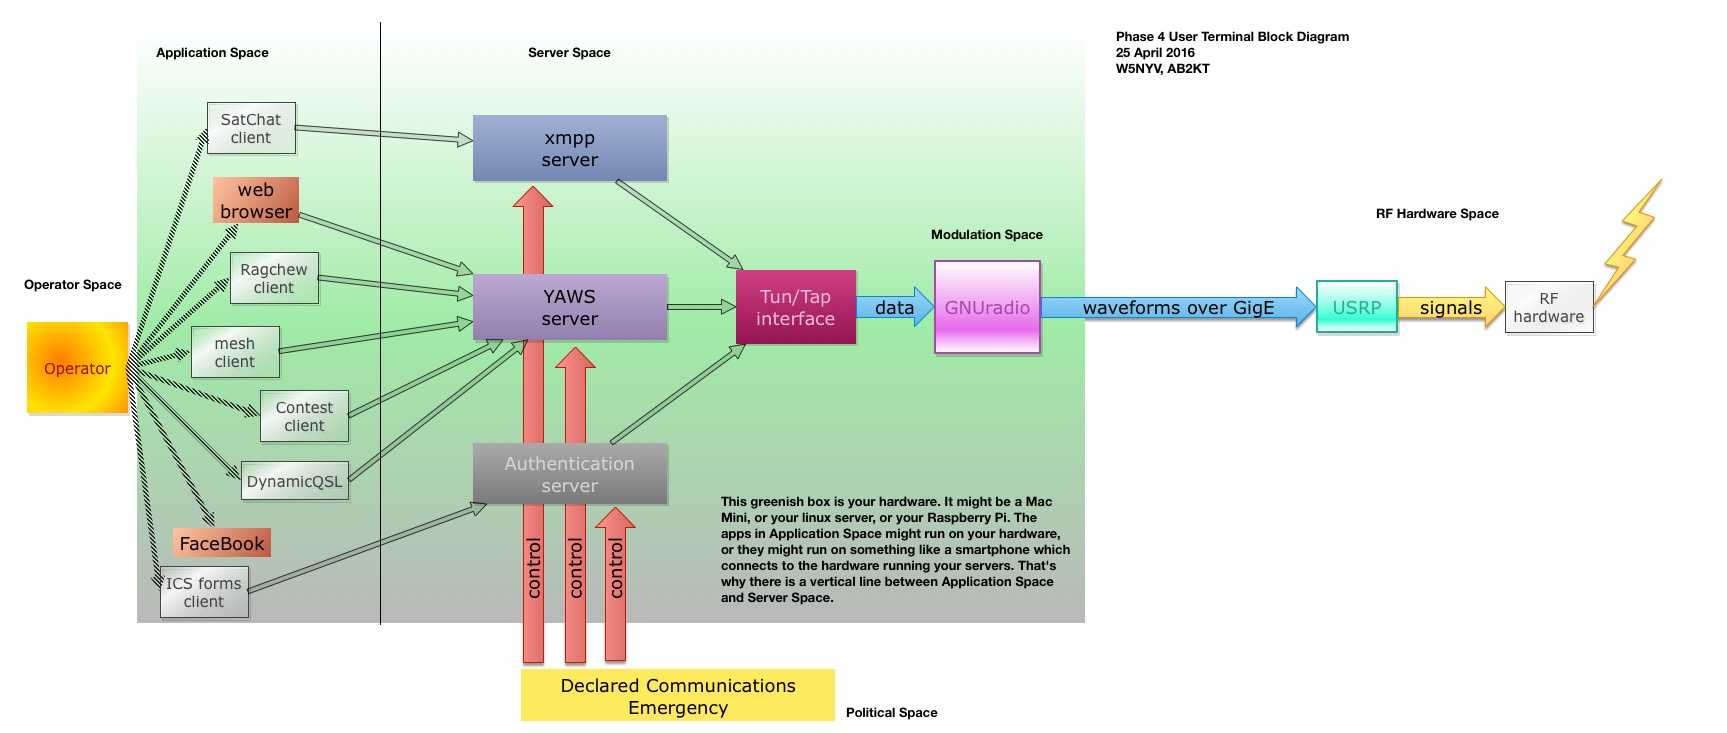 Application Space
Server Space
Phase 4 User Terminal Block Diagram
25 April 2016
W5NYV, AB2KT
SatChat
client
xmpp
server
web
browser
RF Hardware Space
Modulation Space
Ragchew
client
Operator Space
YAWS
server
Tun/Tap
interface
data
GNUradio
waveforms over GigE
USRP
signals
RF
hardware
mesh
client
Operator
Contest
client
Authentication
server
DynamicQSL
This greenish box is your hardware. It might be a Mac
Mini, or your linux server, or your Raspberry Pi. The
apps in Application Space might run on your hardware,
or they might run on something like a smartphone which
connects to the hardware running your servers. That's
why there is a vertical line between Application Space
and Server Space.
FaceBook
ICS forms
client
control
control
control
Declared Communications
Emergency
Political Space